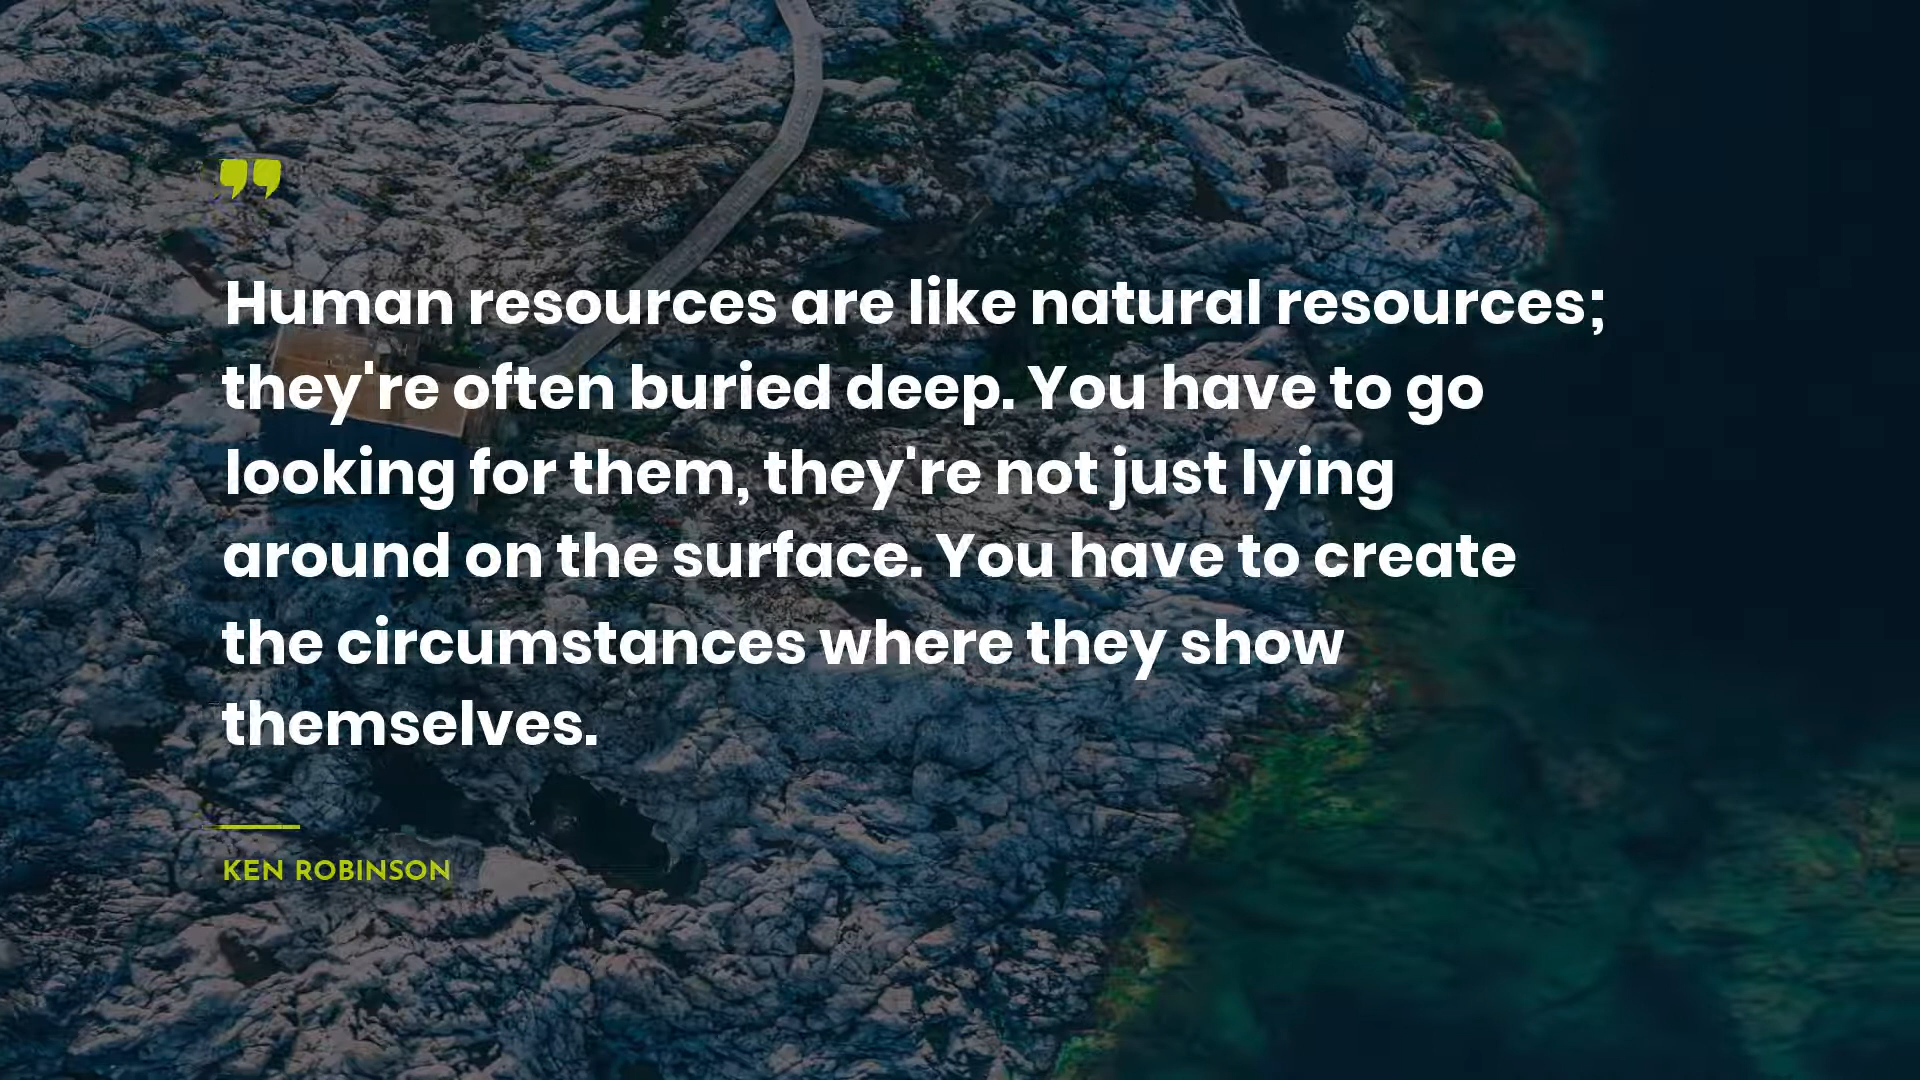 "
Human resources are like natural resources;
they're often buried deep. You have to go
looking for them, they're not just lying
around on the surface. You have to create
the circumstances where they show
themselves.
KEN ROBINSON